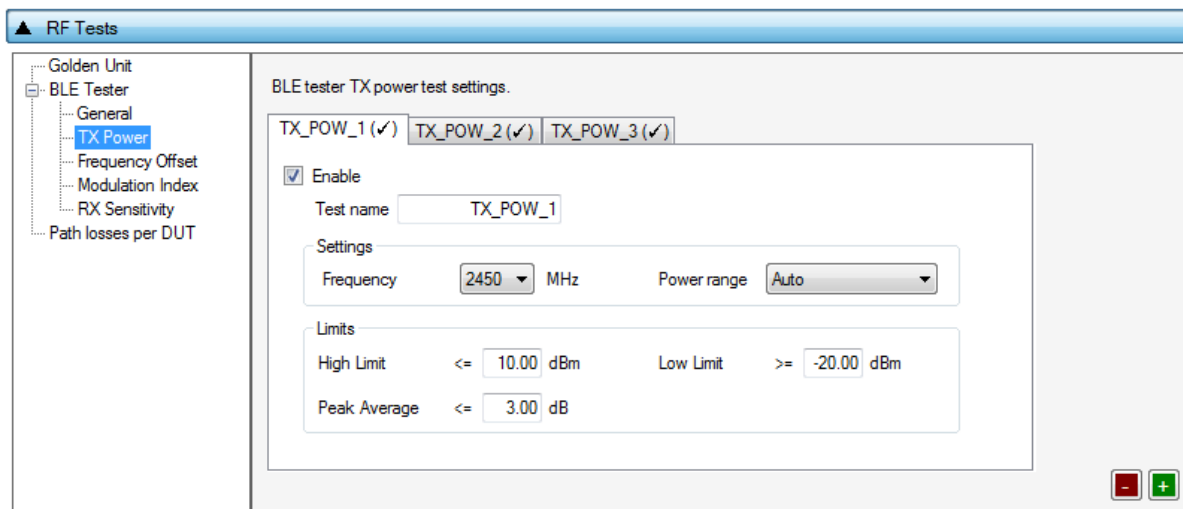 RF Tests
Golden Unit
BLE Tester
General
TX Power
Frequency Offset
Modulation Index
RX Sensitivity
Path losses per DUT
BLE tester TX power test settings.
TX_POW_1 (✓) TX_POW_2 (✓) TX_POW_3 (✓)
Enable
Test name TX_POW_1
Settings
Frequency 2450 MHz Power range Auto
Limits
High Limit <= 10.00 dBm Low Limit >= -20.00 dBm
Peak Average <= 3.00 dB
- +